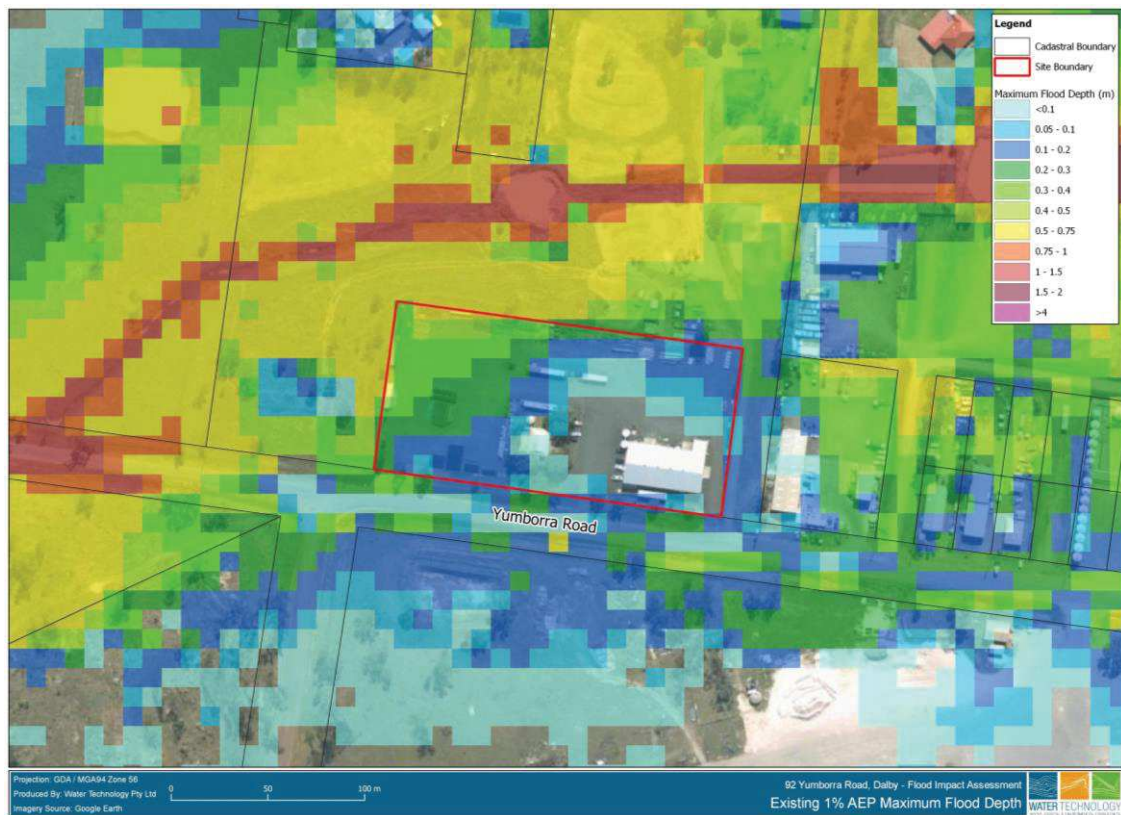 Legend
Cadastral Boundary
Site Boundary
Maximum Flood Depth (m)
<0.1
0.05 - 0.1
0.1 - 0.2
0.2 - 0.3
0.3 - 0.4
0.4 - 0.5
0.5 - 0.75
0.75 - 1
1 - 1.5
1.5 - 2
>4
Yumborra Road
Projection: GDA / MGA94 Zone 56
Produced By: Water Technology Pty Ltd
Imagery Source: Google Earth
0 50 100 m
92 Yumborra Road, Dalby - Flood Impact Assessment
Existing 1% AEP Maximum Flood Depth
WATER TECHNOLOGY